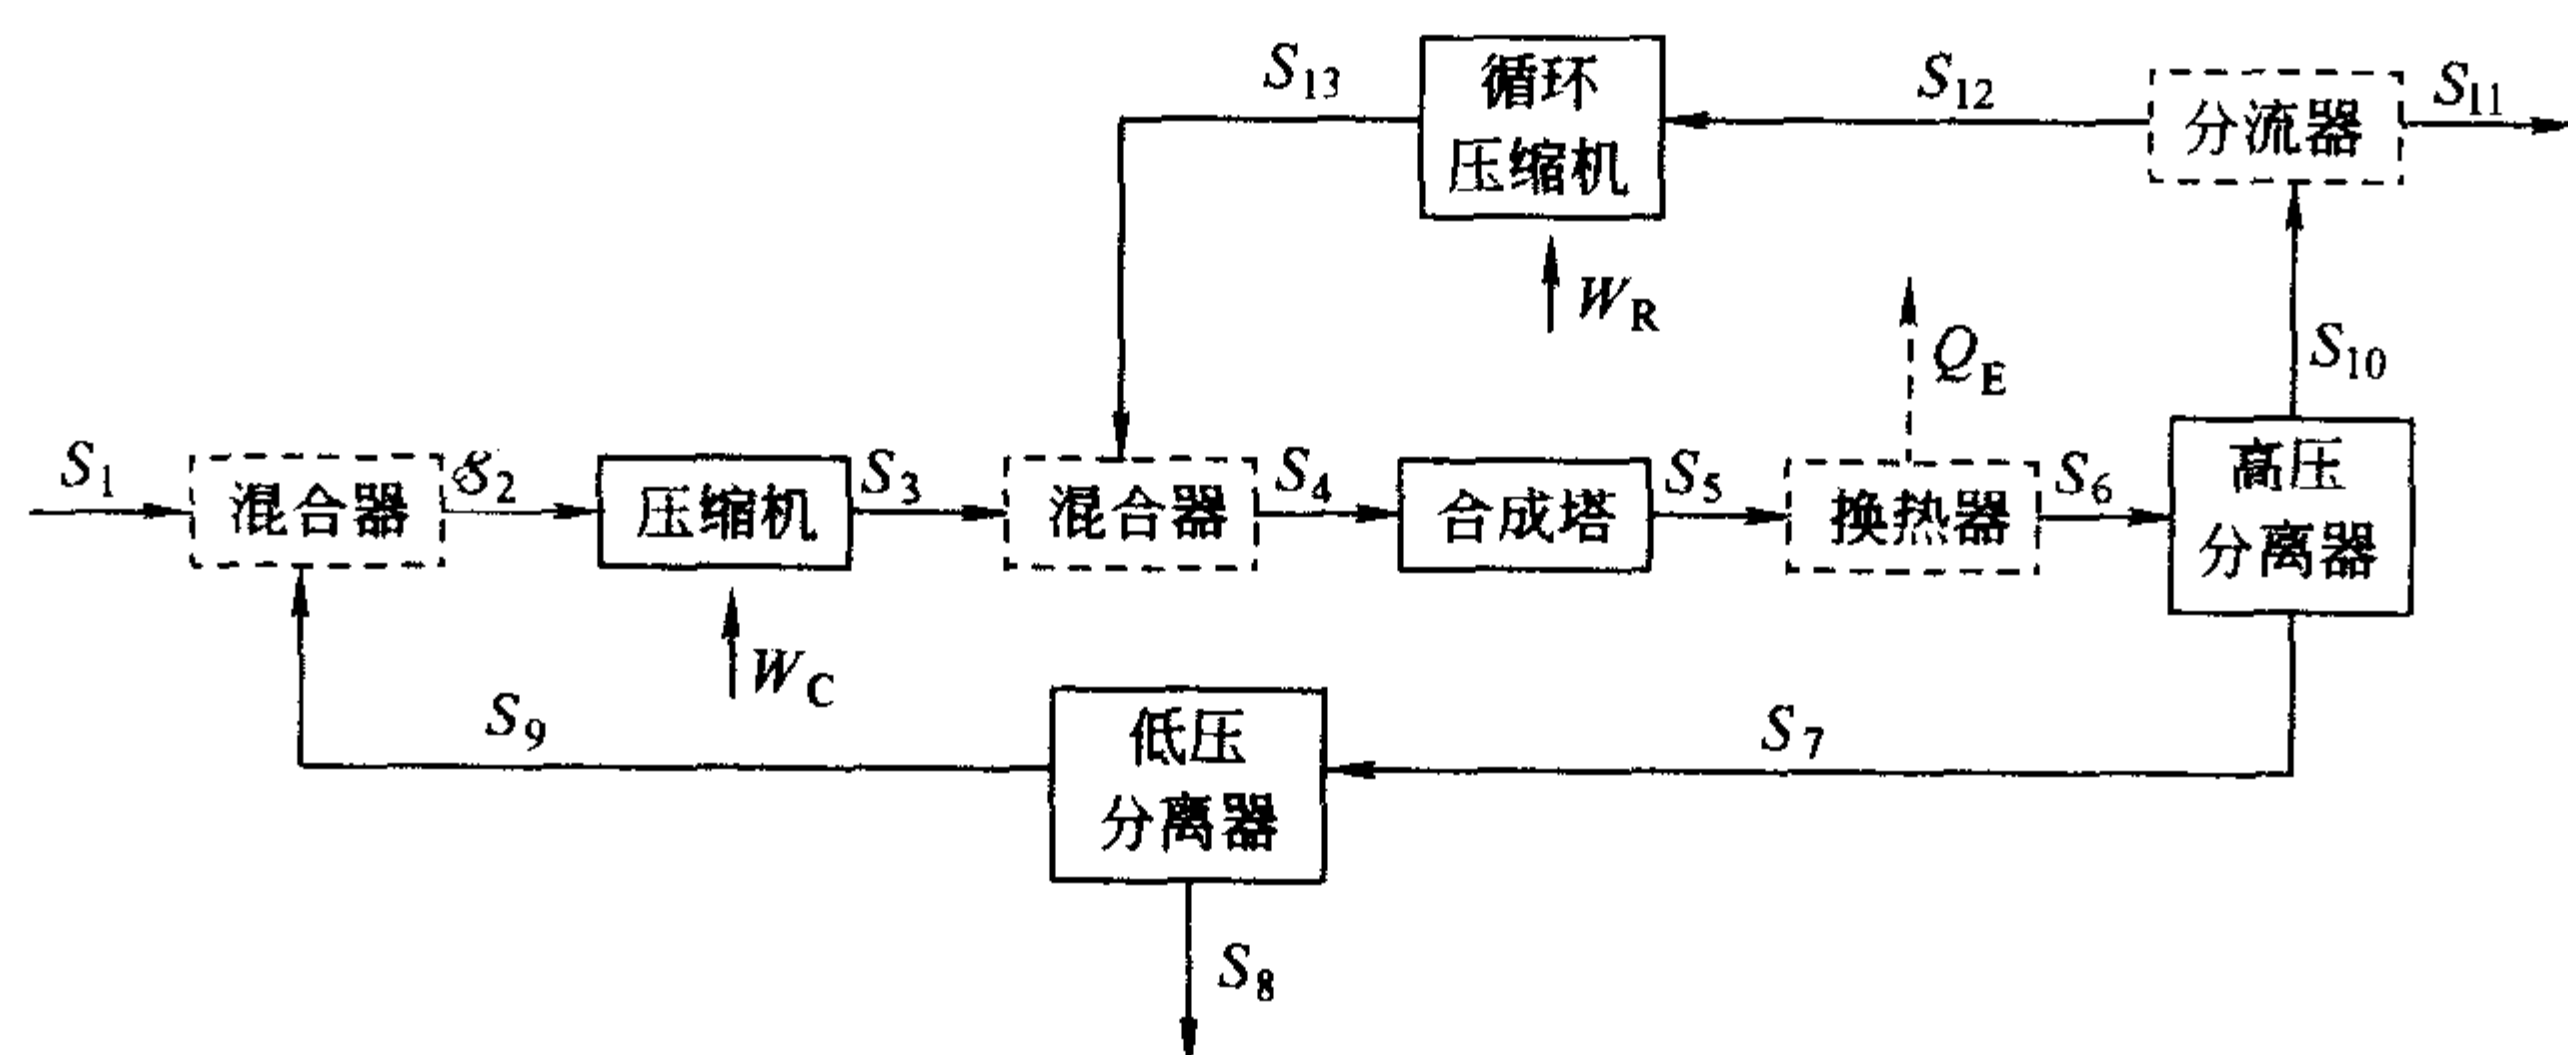 S13
循环
压缩机
S12
分流器
S11
WR
QE
S10
S1
混合器
S2
压缩机
S3
混合器
S4
合成塔
S5
换热器
S6
高压
分离器
WC
S9
低压
分离器
S7
S8